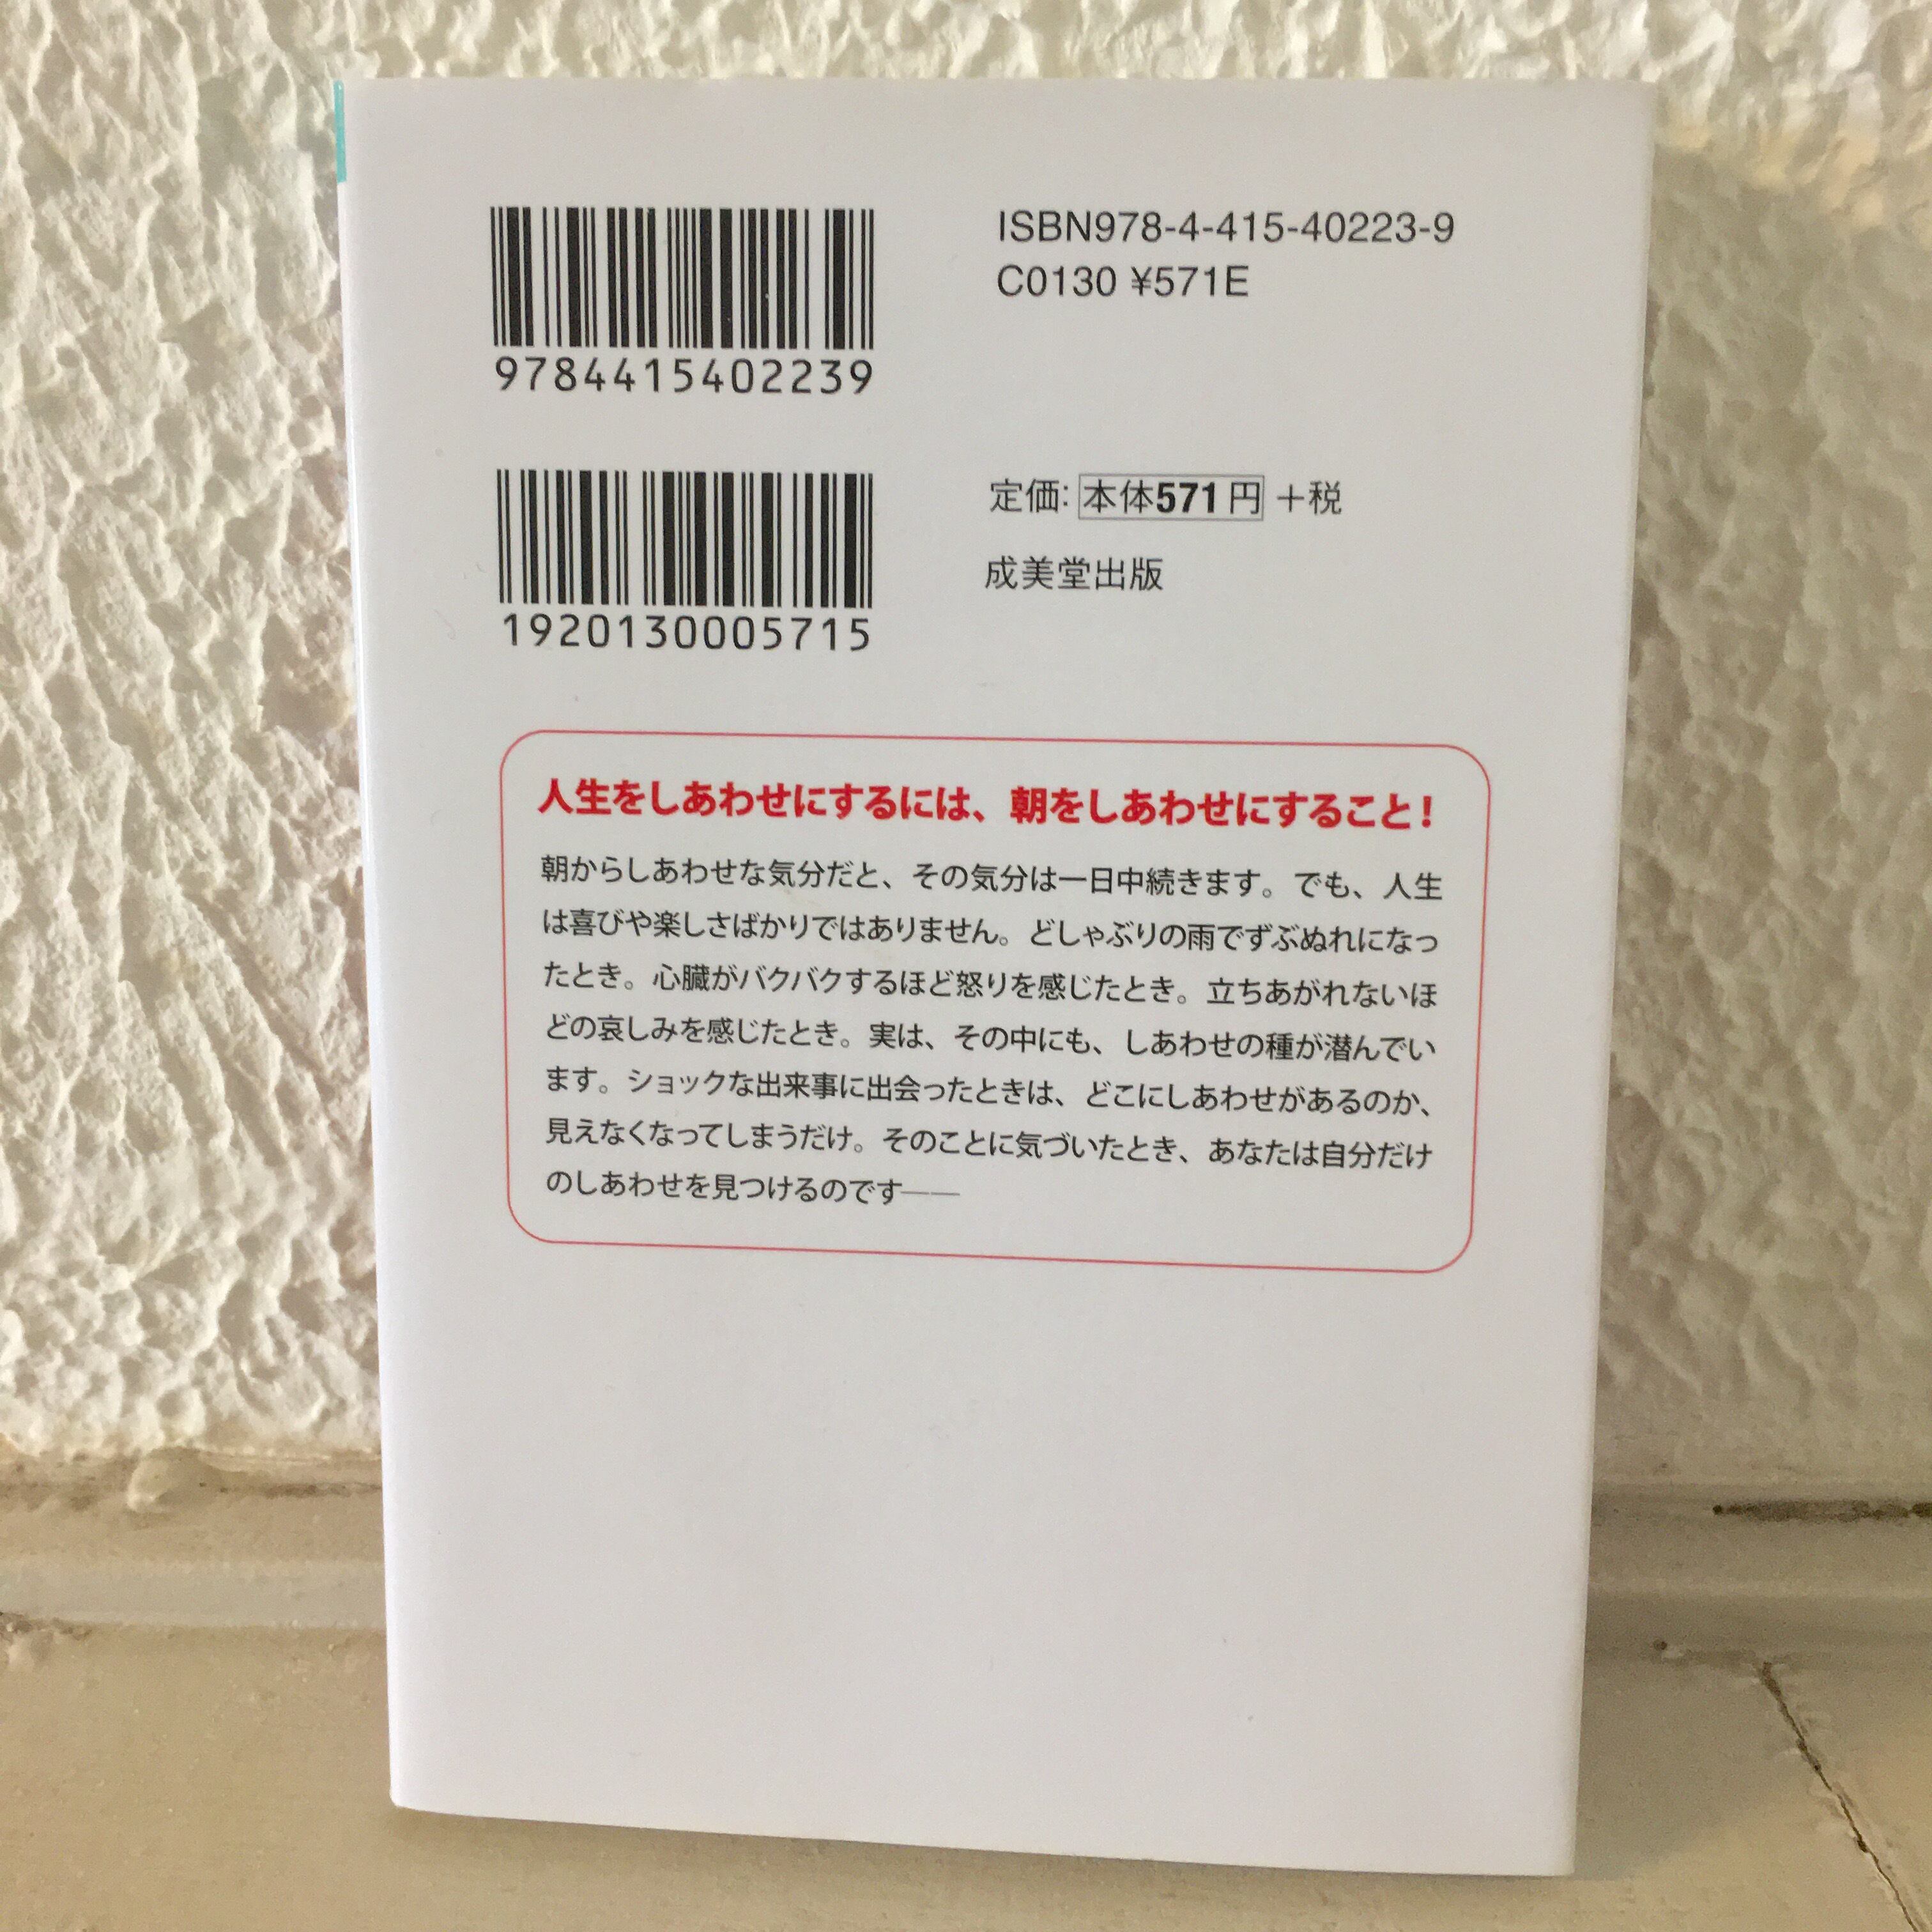 9784415402239
ISBN978-4-415-40223-9
C0130 ¥571E
1920130005715
定価: 本体571円 +税
成美堂出版
人生をしあわせにするには、朝をしあわせにすること!
朝からしあわせな気分だと、その気分は一日中続きます。でも、人生
は喜びや楽しさばかりではありません。どしゃぶりの雨でずぶぬれになっ
たとき。心臓がバクバクするほど怒りを感じたとき。立ちあがれないほ
どの哀しみを感じたとき。実は、その中にも、しあわせの種が潜んでい
ます。ショックな出来事に出会ったときは、どこにしあわせがあるのか、
見えなくなってしまうだけ。そのことに気づいたとき、あなたは自分だけ
のしあわせを見つけるのです――